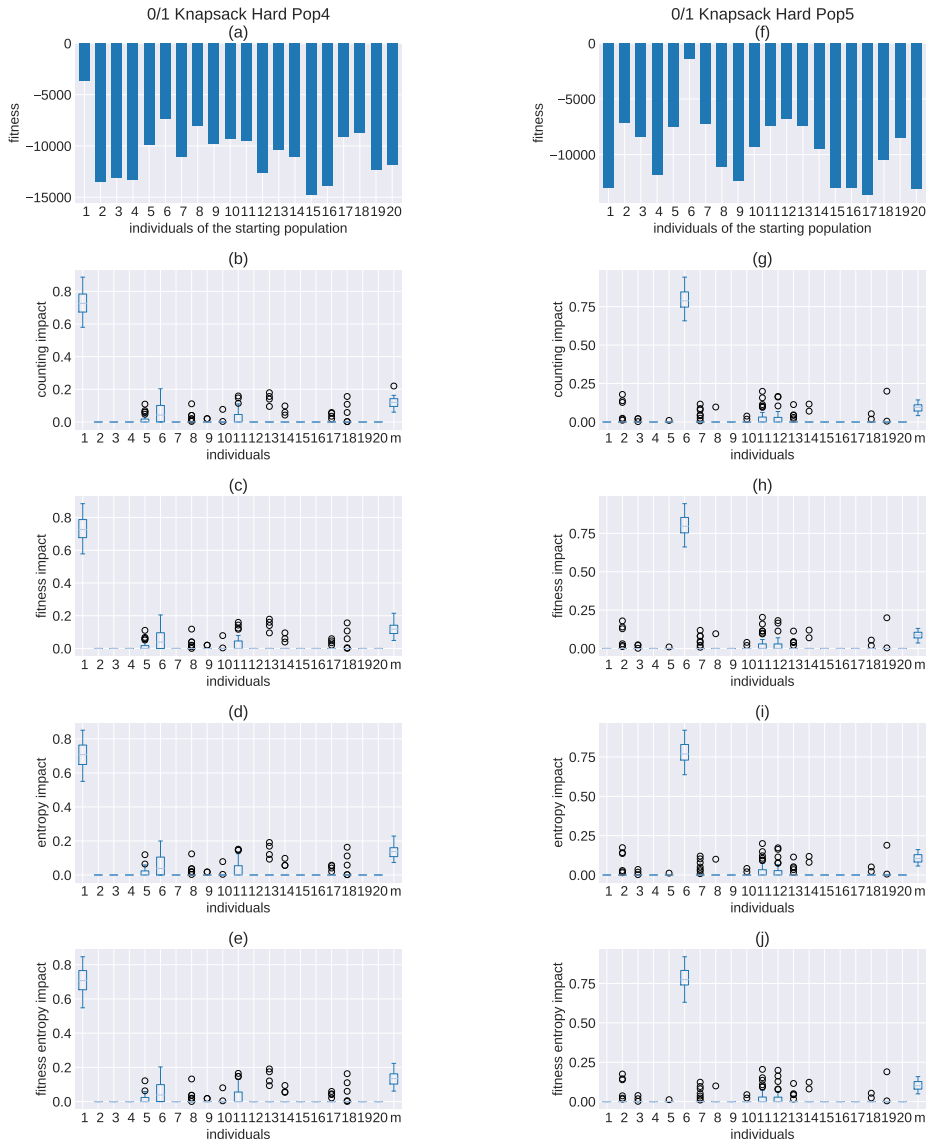 0/1 Knapsack Hard Pop4
(a)
0
−5000
−10000
−15000
fitness
1 2 3 4 5 6 7 8 9 10 11 12 13 14 15 16 17 18 19 20
individuals of the starting population
(b)
0.8
0.6
0.4
0.2
0.0
counting impact
1 2 3 4 5 6 7 8 9 10 11 12 13 14 15 16 17 18 19 20 m
individuals
(c)
0.8
0.6
0.4
0.2
0.0
fitness impact
1 2 3 4 5 6 7 8 9 10 11 12 13 14 15 16 17 18 19 20 m
individuals
(d)
0.8
0.6
0.4
0.2
0.0
entropy impact
1 2 3 4 5 6 7 8 9 10 11 12 13 14 15 16 17 18 19 20 m
individuals
(e)
0.8
0.6
0.4
0.2
0.0
fitness entropy impact
1 2 3 4 5 6 7 8 9 10 11 12 13 14 15 16 17 18 19 20 m
individuals
0/1 Knapsack Hard Pop5
(f)
0
−5000
−10000
fitness
1 2 3 4 5 6 7 8 9 10 11 12 13 14 15 16 17 18 19 20
individuals of the starting population
(g)
0.75
0.50
0.25
0.00
counting impact
1 2 3 4 5 6 7 8 9 10 11 12 13 14 15 16 17 18 19 20 m
individuals
(h)
0.75
0.50
0.25
0.00
fitness impact
1 2 3 4 5 6 7 8 9 10 11 12 13 14 15 16 17 18 19 20 m
individuals
(i)
0.75
0.50
0.25
0.00
entropy impact
1 2 3 4 5 6 7 8 9 10 11 12 13 14 15 16 17 18 19 20 m
individuals
(j)
0.75
0.50
0.25
0.00
fitness entropy impact
1 2 3 4 5 6 7 8 9 10 11 12 13 14 15 16 17 18 19 20 m
individuals